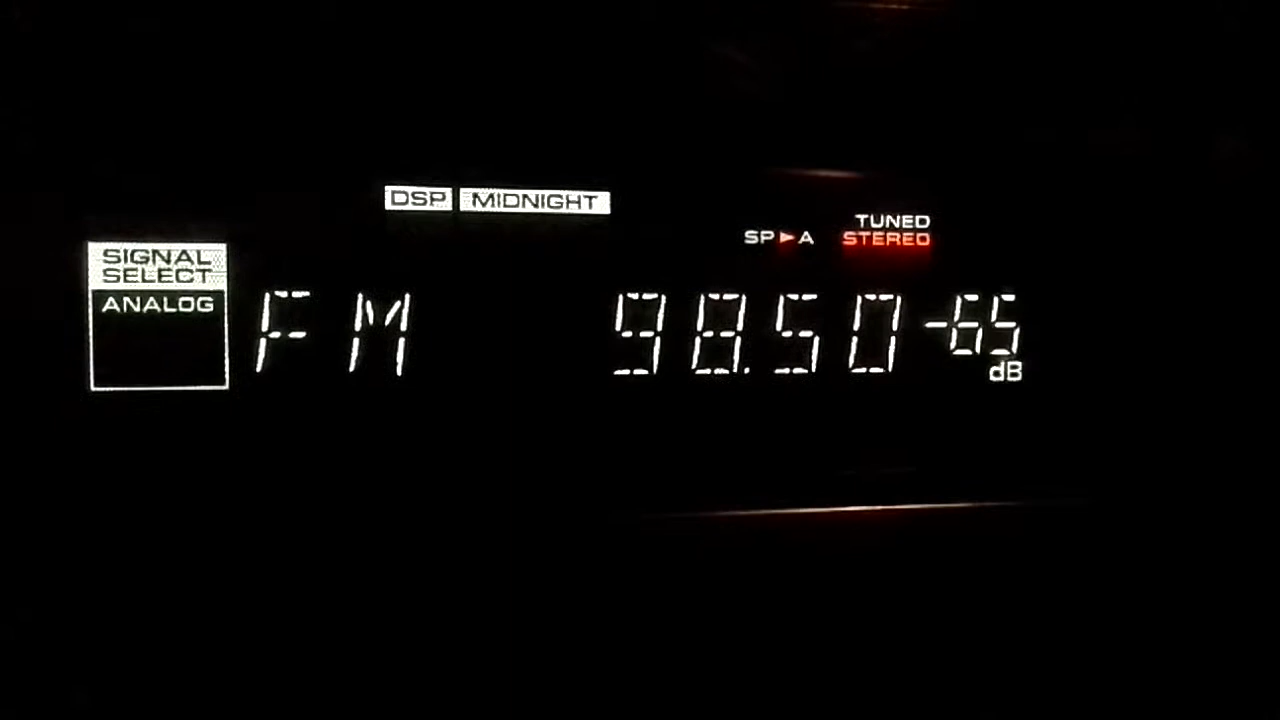 DSP MIDNIGHT
TUNED
SP ► A STEREO
SIGNAL
SELECT
ANALOG
FM 98.50 -65
dB